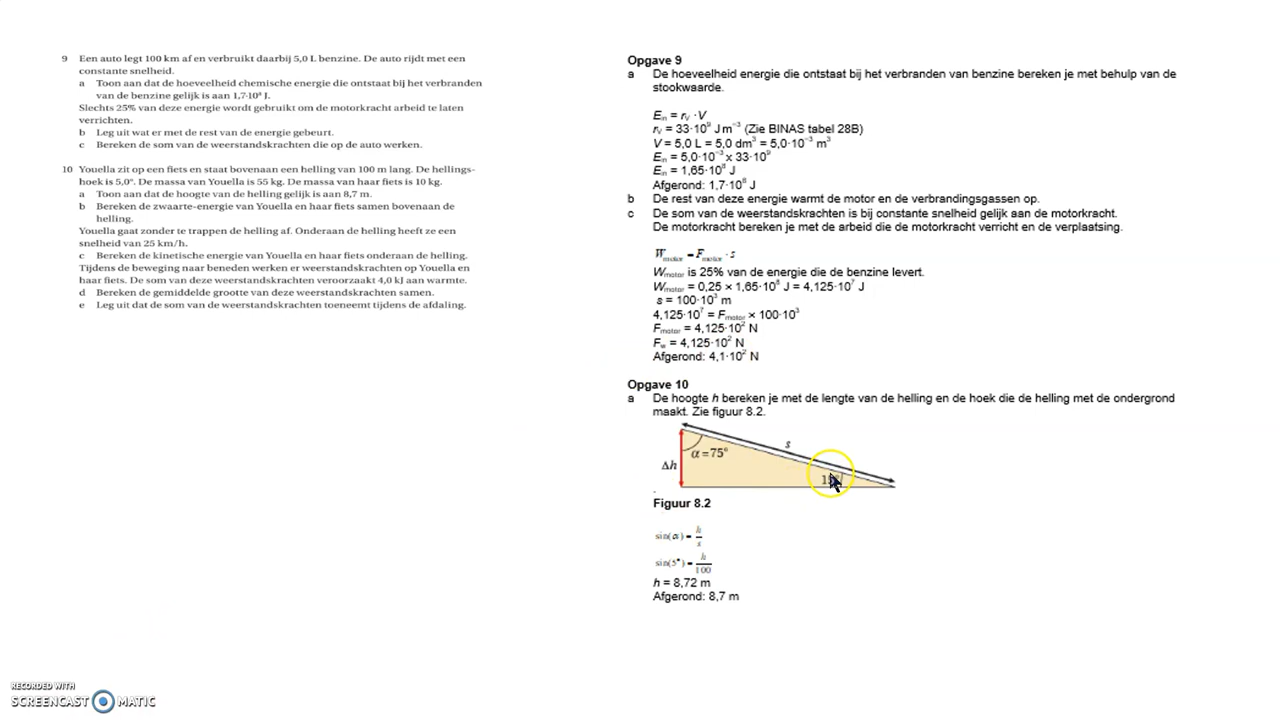 9 Een auto legt 100 km af en verbruikt daarbij 5,0 L benzine. De auto rijdt met een
constante snelheid.
a Toon aan dat de hoeveelheid chemische energie die ontstaat bij het verbranden
van de benzine gelijk is aan 1,7·10⁸ J.
Slechts 25% van deze energie wordt gebruikt om de motorkracht arbeid te laten
verrichten.
b Leg uit wat er met de rest van de energie gebeurt.
c Bereken de som van de weerstandskrachten die op de auto werken.
10 Youella zit op een fiets en staat bovenaan een helling van 100 m lang. De hellings-
hoek is 5,0°. De massa van Youella is 55 kg. De massa van haar fiets is 10 kg.
a Toon aan dat de hoogte van de helling gelijk is aan 8,7 m.
b Bereken de zwaarte-energie van Youella en haar fiets samen bovenaan de
helling.
Youella gaat zonder te trappen de helling af. Onderaan de helling heeft ze een
snelheid van 25 km/h.
c Bereken de kinetische energie van Youella en haar fiets onderaan de helling.
Tijdens de beweging naar beneden werken er weerstandskrachten op Youella en
haar fiets. De som van deze weerstandskrachten veroorzaakt 4,0 kJ aan warmte.
d Bereken de gemiddelde grootte van deze weerstandskrachten samen.
e Leg uit dat de som van de weerstandskrachten toeneemt tijdens de afdaling.
Opgave 9
a De hoeveelheid energie die ontstaat bij het verbranden van benzine bereken je met behulp van de
stookwaarde.
Eₘ = rᵥ · V
rᵥ = 33·10⁹ J m⁻³ (Zie BINAS tabel 28B)
V = 5,0 L = 5,0 dm³ = 5,0·10⁻³ m³
Eₘ = 5,0·10⁻³ x 33·10⁹
Eₘ = 1,65·10⁸ J
Afgerond: 1,7·10⁸ J
b De rest van deze energie warmt de motor en de verbrandingsgassen op.
c De som van de weerstandskrachten is bij constante snelheid gelijk aan de motorkracht.
De motorkracht bereken je met de arbeid die de motorkracht verricht en de verplaatsing.
W_motor = F_motor · s
W_motor is 25% van de energie die de benzine levert.
W_motor = 0,25 × 1,65·10⁸ J = 4,125·10⁷ J
s = 100·10³ m
4,125·10⁷ = F_motor × 100·10³
F_motor = 4,125·10² N
F_w = 4,125·10² N
Afgerond: 4,1·10² N
Opgave 10
a De hoogte h bereken je met de lengte van de helling en de hoek die de helling met de ondergrond
maakt. Zie figuur 8.2.
s
α=75°
Δh
Figuur 8.2
sin(α) = h/s
sin(5°) = h/100
h = 8,72 m
Afgerond: 8,7 m
RECORDED WITH
SCREENCAST MATIC